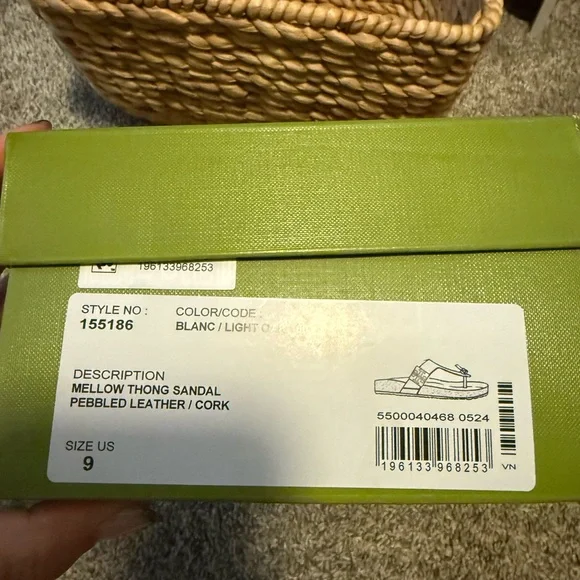 196133968253
STYLE NO : COLOR/CODE :
155186 BLANC / LIGHT
DESCRIPTION
MELLOW THONG SANDAL
PEBBLED LEATHER / CORK
5500040468 0524
SIZE US
9
196133 968253 VN